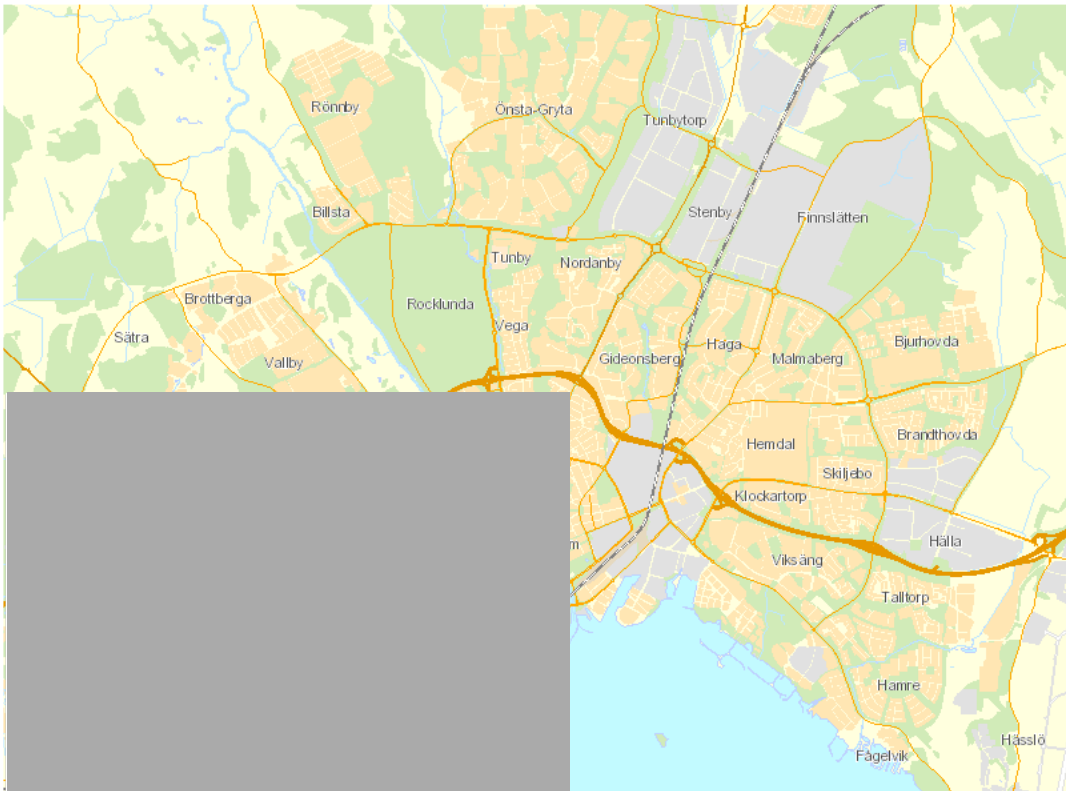 Rönnby
Önsta-Gryta
Tunbytorp
Billsta
Stenby
Finnslätten
Tunby
Nordanby
Brottberga
Rocklunda
Vega
Sätra
Vallby
Gideonsberg
Haga
Malmaberg
Bjurhovda
Hemdal
Brandthovda
Skiljebo
Klockartorp
Hälla
m
Viksäng
Talltorp
Hamre
Hässlö
Fågelvik